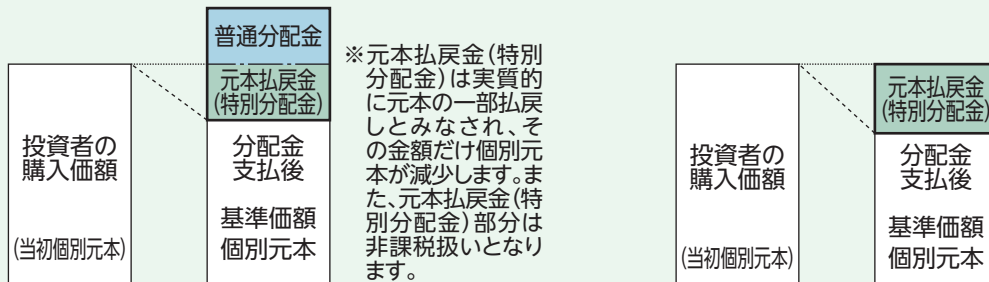 普通分配金
元本払戻金
(特別分配金)
投資者の
購入価額
(当初個別元本)
分配金
支払後
基準価額
個別元本
※元本払戻金(特別
分配金)は実質的
に元本の一部払戻
しとみなされ、そ
の金額だけ個別元
本が減少します。ま
た、元本払戻金(特
別分配金)部分は
非課税扱いとなり
ます。
元本払戻金
(特別分配金)
投資者の
購入価額
(当初個別元本)
分配金
支払後
基準価額
個別元本